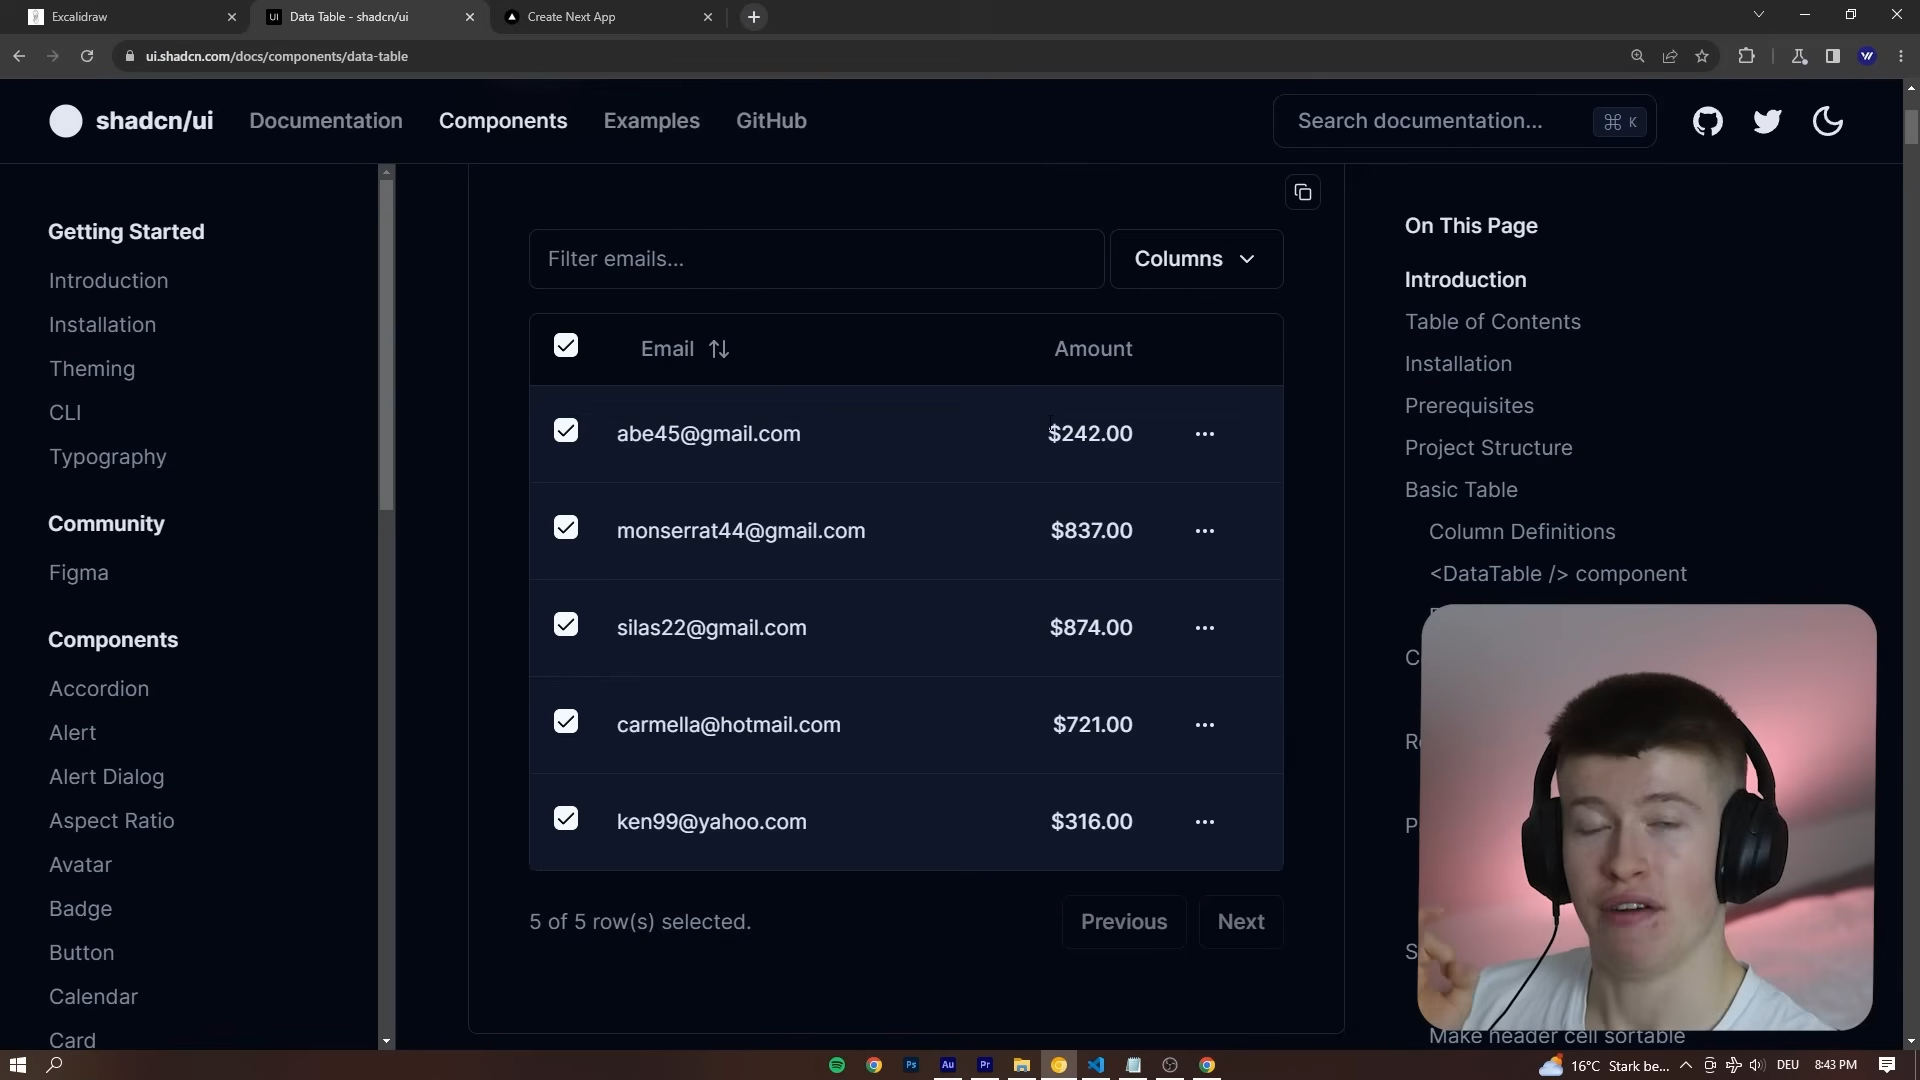 Excalidraw
Data Table - shadcn/ui
Create Next App
ui.shadcn.com/docs/components/data-table
shadcn/ui
Documentation
Components
Examples
GitHub
Search documentation...
⌘ K
Getting Started
Introduction
Installation
Theming
CLI
Typography
Community
Figma
Components
Accordion
Alert
Alert Dialog
Aspect Ratio
Avatar
Badge
Button
Calendar
Card
Filter emails...
Columns
Email
Amount
abe45@gmail.com $242.00
monserrat44@gmail.com $837.00
silas22@gmail.com $874.00
carmella@hotmail.com $721.00
ken99@yahoo.com $316.00
5 of 5 row(s) selected.
Previous
Next
On This Page
Introduction
Table of Contents
Installation
Prerequisites
Project Structure
Basic Table
Column Definitions
<DataTable /> component
Make header cell sortable
Ps
Au
Pr
16°C Stark be...
DEU
8:43 PM